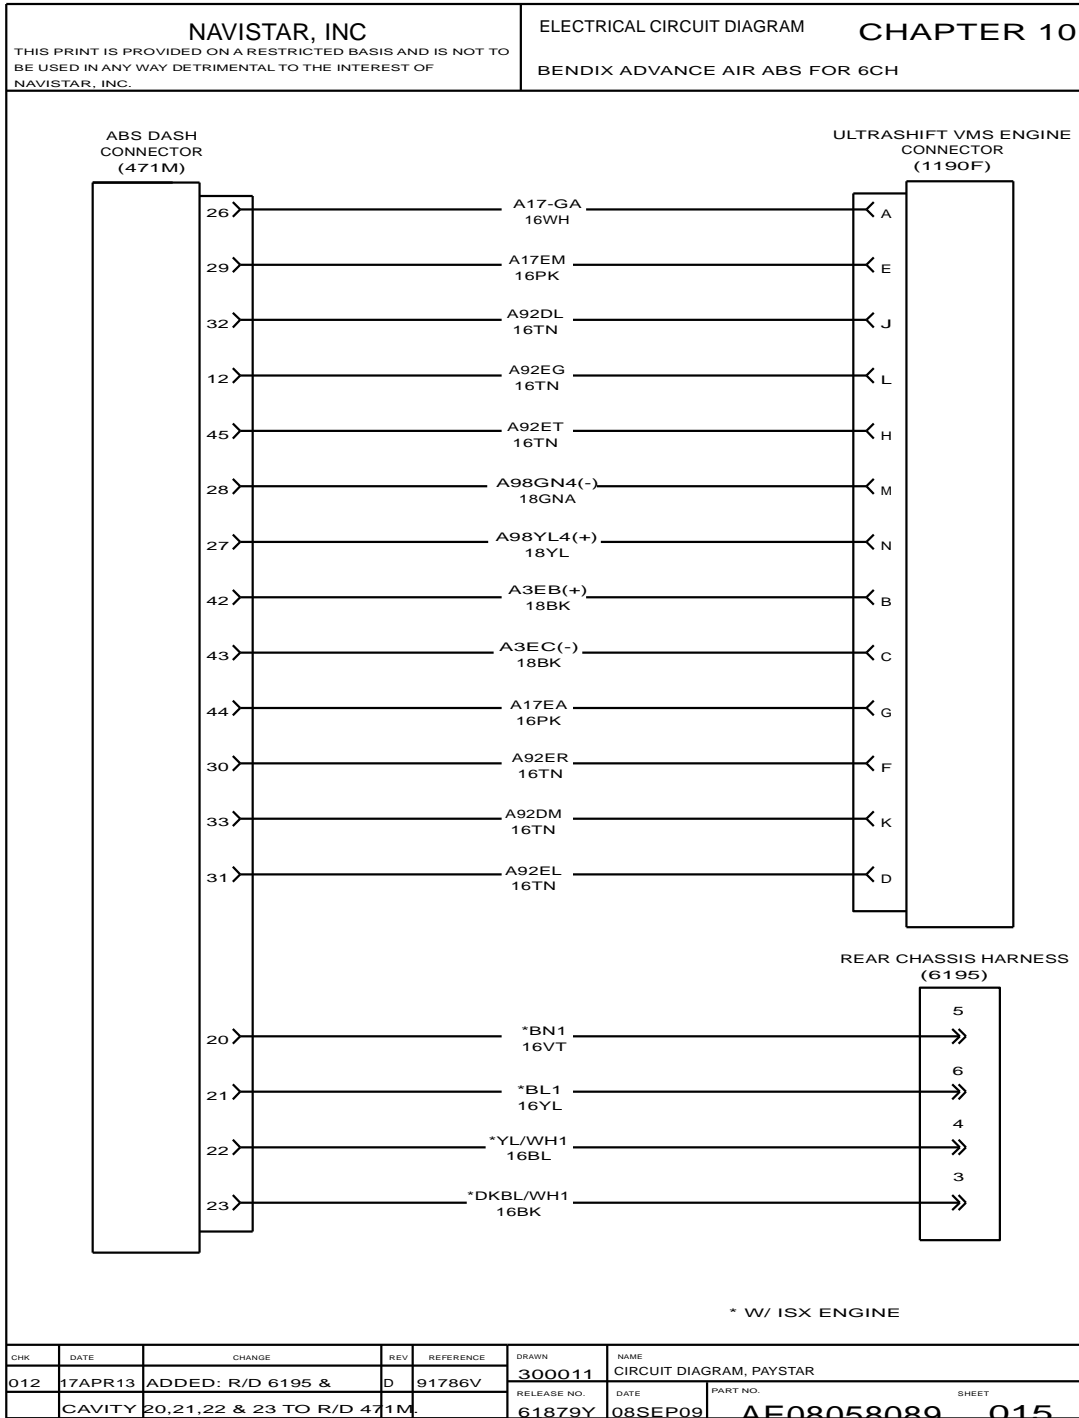 NAVISTAR, INC
THIS PRINT IS PROVIDED ON A RESTRICTED BASIS AND IS NOT TO
BE USED IN ANY WAY DETRIMENTAL TO THE INTEREST OF
NAVISTAR, INC.
ELECTRICAL CIRCUIT DIAGRAM
CHAPTER 10
BENDIX ADVANCE AIR ABS FOR 6CH
ABS DASH
CONNECTOR
(471M)
ULTRASHIFT VMS ENGINE
CONNECTOR
(1190F)
26 A17-GA A
16WH
29 A17EM E
16PK
32 A92DL J
16TN
12 A92EG L
16TN
45 A92ET H
16TN
28 A98GN4(-) M
18GNA
27 A98YL4(+) N
18YL
42 A3EB(+) B
18BK
43 A3EC(-) C
18BK
44 A17EA G
16PK
30 A92ER F
16TN
33 A92DM K
16TN
31 A92EL D
16TN
REAR CHASSIS HARNESS
(6195)
20 *BN1 5
16VT
21 *BL1 6
16YL
22 *YL/WH1 4
16BL
23 *DKBL/WH1 3
16BK
* W/ ISX ENGINE
CHK DATE CHANGE REV REFERENCE
012 17APR13 ADDED: R/D 6195 & D 91786V
CAVITY 20,21,22 & 23 TO R/D 471M.
DRAWN
300011
NAME
CIRCUIT DIAGRAM, PAYSTAR
RELEASE NO.
61879Y
DATE
08SEP09
PART NO.
AE08058089
SHEET
015